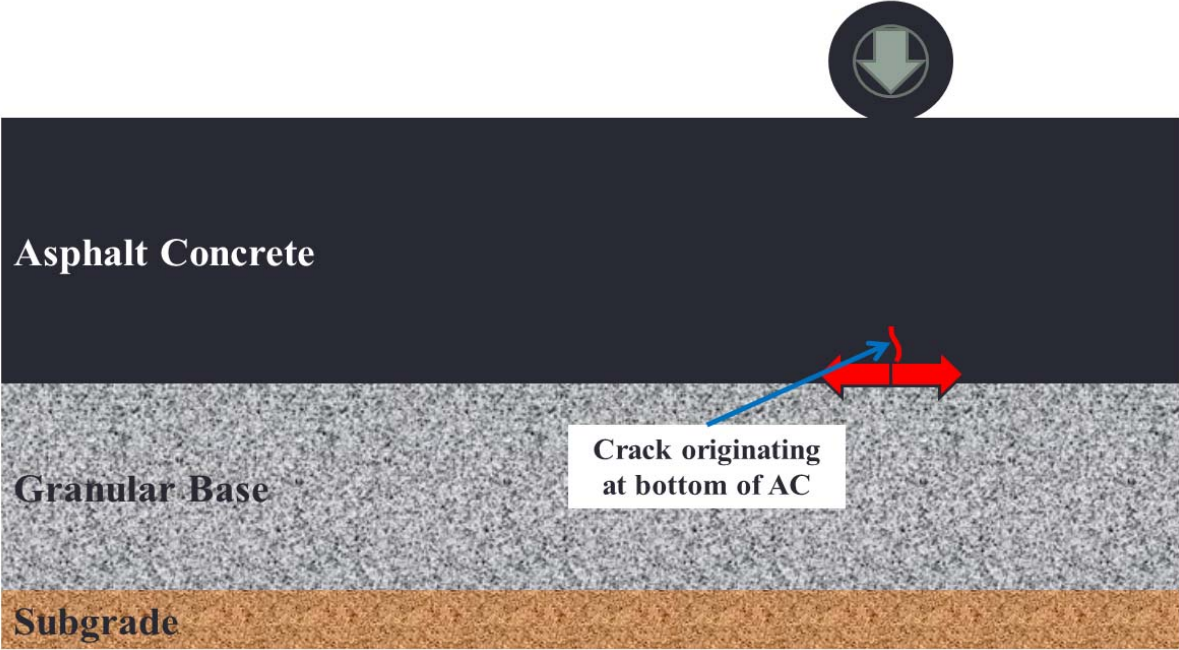 Asphalt Concrete
Crack originating
at bottom of AC
Granular Base
Subgrade